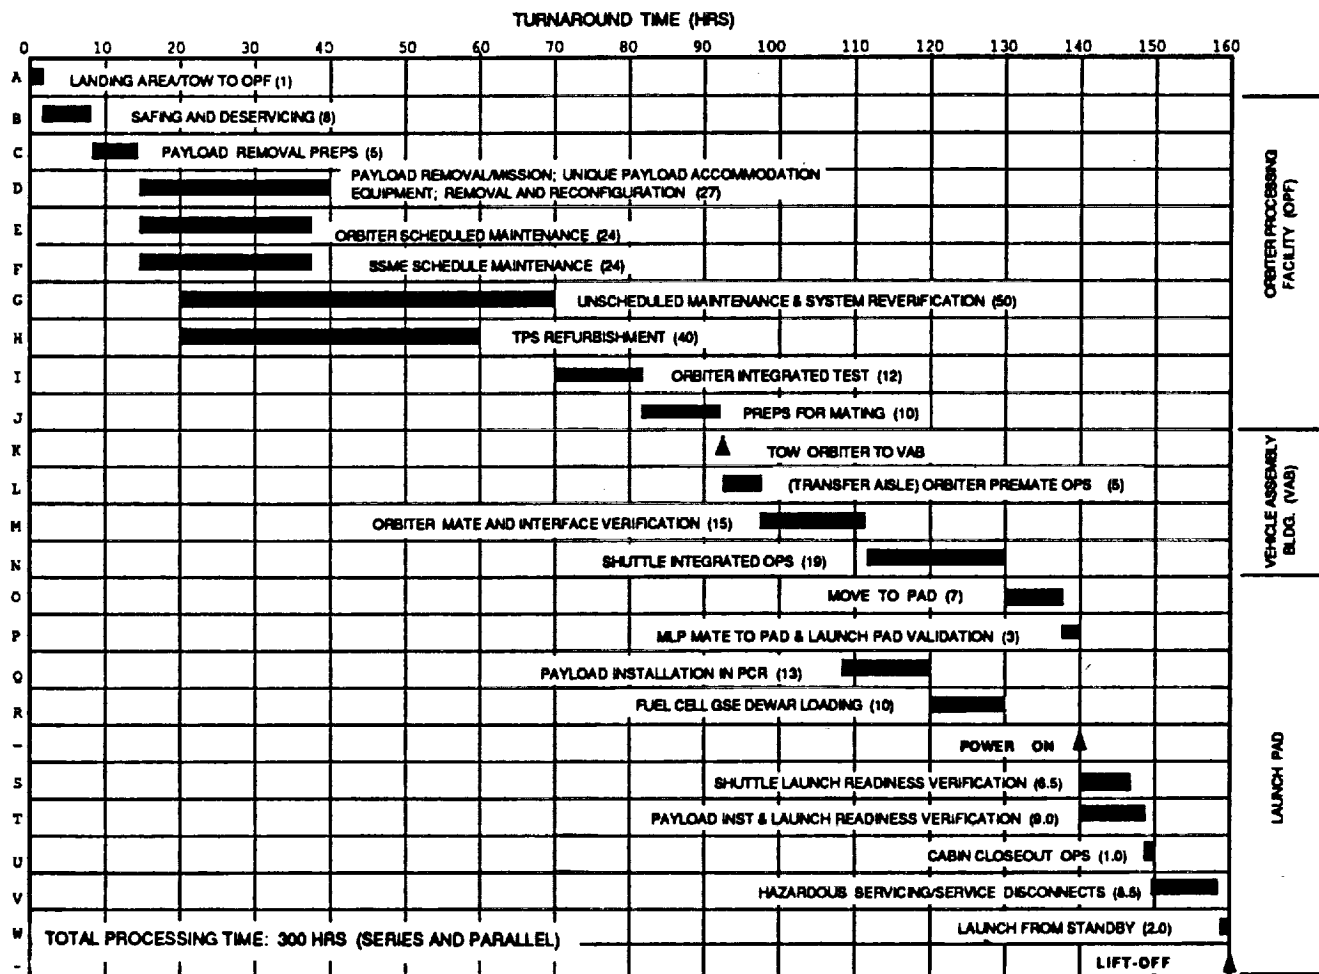 TURNAROUND TIME (HRS)
0 10 20 30 40 50 60 70 80 90 100 110 120 130 140 150 160
A LANDING AREA/TOW TO OPF (1)
B SAFING AND DESERVICING (8)
C PAYLOAD REMOVAL PREPS (5)
D PAYLOAD REMOVAL/MISSION; UNIQUE PAYLOAD ACCOMMODATION
EQUIPMENT; REMOVAL AND RECONFIGURATION (27)
E ORBITER SCHEDULED MAINTENANCE (24)
F SSME SCHEDULE MAINTENANCE (24)
G UNSCHEDULED MAINTENANCE & SYSTEM REVERIFICATION (50)
H TPS REFURBISHMENT (40)
I ORBITER INTEGRATED TEST (12)
J PREPS FOR MATING (10)
ORBITER PROCESSING
FACILITY (OPF)
K TOW ORBITER TO VAB
L (TRANSFER AISLE) ORBITER PREMATE OPS (5)
M ORBITER MATE AND INTERFACE VERIFICATION (15)
N SHUTTLE INTEGRATED OPS (19)
VEHICLE ASSEMBLY
BLDG. (VAB)
O MOVE TO PAD (7)
P MLP MATE TO PAD & LAUNCH PAD VALIDATION (3)
Q PAYLOAD INSTALLATION IN PCR (13)
R FUEL CELL GSE DEWAR LOADING (10)
- POWER ON
S SHUTTLE LAUNCH READINESS VERIFICATION (6.5)
T PAYLOAD INST & LAUNCH READINESS VERIFICATION (9.0)
U CABIN CLOSEOUT OPS (1.0)
V HAZARDOUS SERVICING/SERVICE DISCONNECTS (8.5)
W LAUNCH FROM STANDBY (2.0)
TOTAL PROCESSING TIME: 300 HRS (SERIES AND PARALLEL)
- LIFT-OFF
LAUNCH PAD